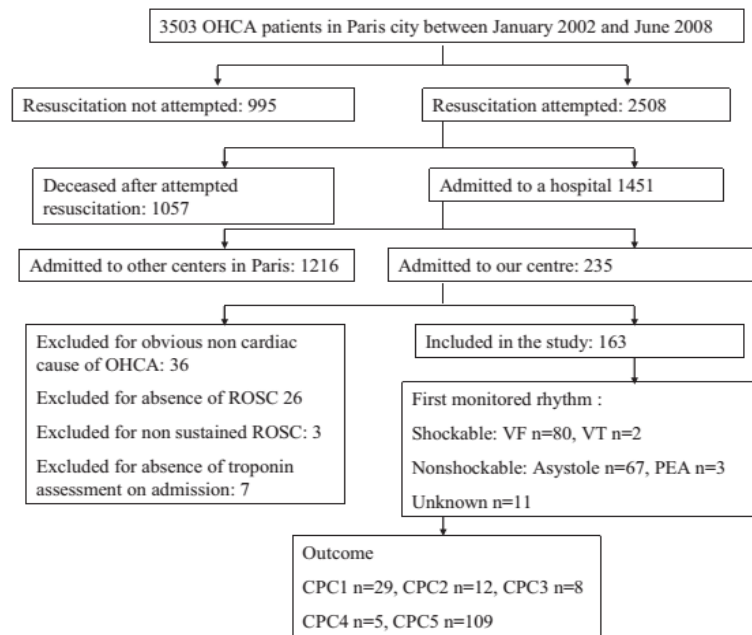 3503 OHCA patients in Paris city between January 2002 and June 2008
Resuscitation not attempted: 995
Resuscitation attempted: 2508
Deceased after attempted
resuscitation: 1057
Admitted to a hospital 1451
Admitted to other centers in Paris: 1216
Admitted to our centre: 235
Excluded for obvious non cardiac
cause of OHCA: 36
Excluded for absence of ROSC 26
Excluded for non sustained ROSC: 3
Excluded for absence of troponin
assessment on admission: 7
Included in the study: 163
First monitored rhythm :
Shockable: VF n=80, VT n=2
Nonshockable: Asystole n=67, PEA n=3
Unknown n=11
Outcome
CPC1 n=29, CPC2 n=12, CPC3 n=8
CPC4 n=5, CPC5 n=109